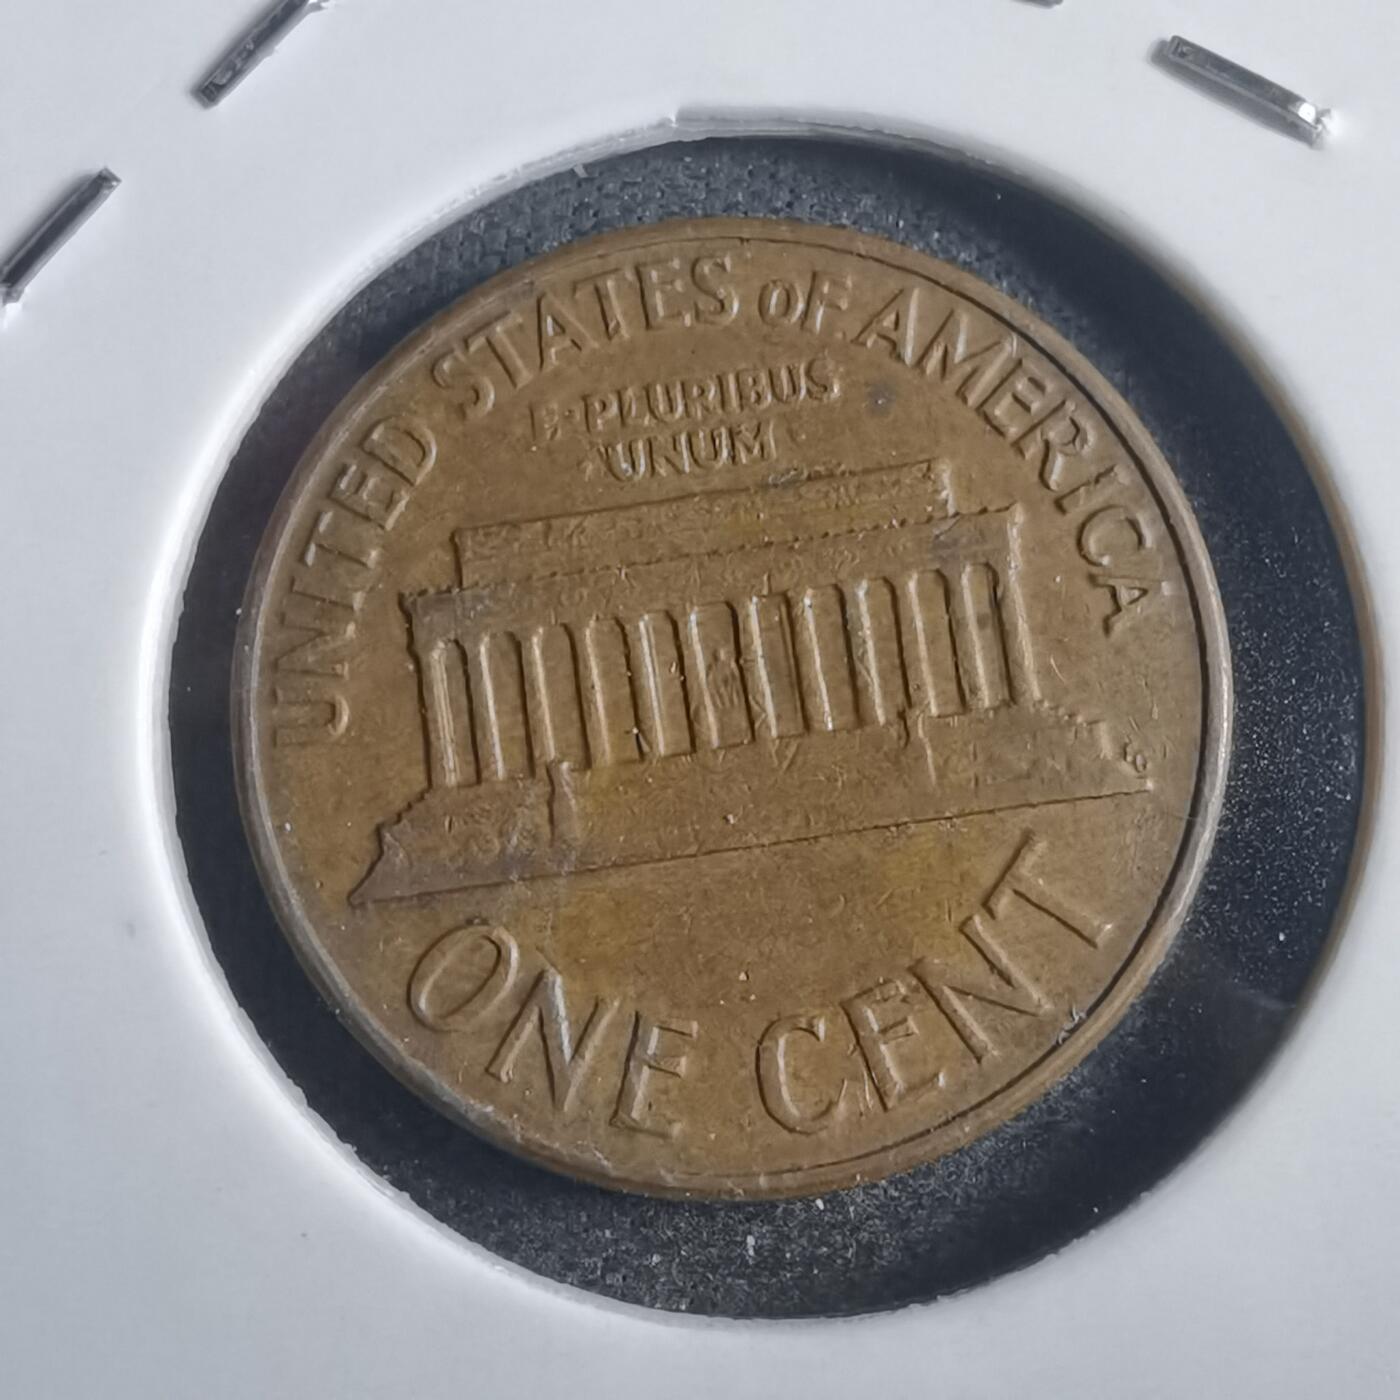 UNITED STATES OF AMERICA
E·PLURIBUS
UNUM
ONE CENT